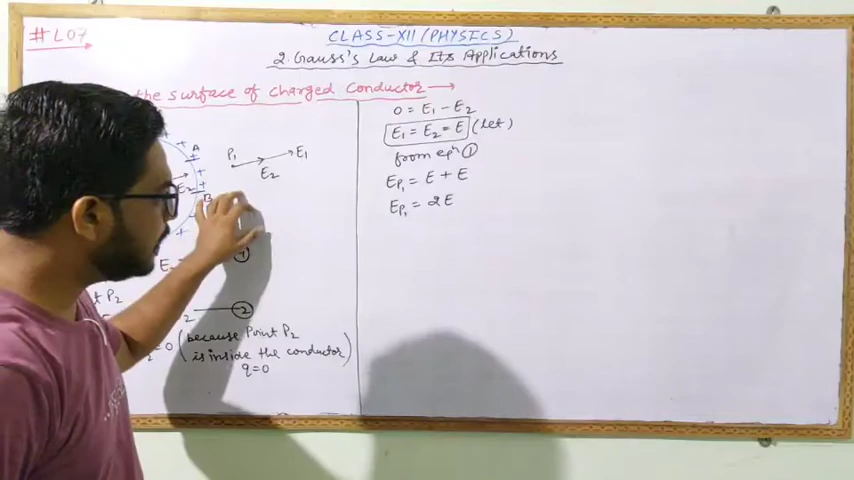 #L07
CLASS-XII (PHYSICS)
2. Gauss's Law & Its Applications
the surface of charged Conductor
A
P1
E1
E2
E2
B
1
P2
2
=0 (because Point P2
is inside the conductor)
q=0
0 = E1 - E2
E1 = E2 = E (let)
from eqn 1
EP1 = E + E
EP1 = 2E